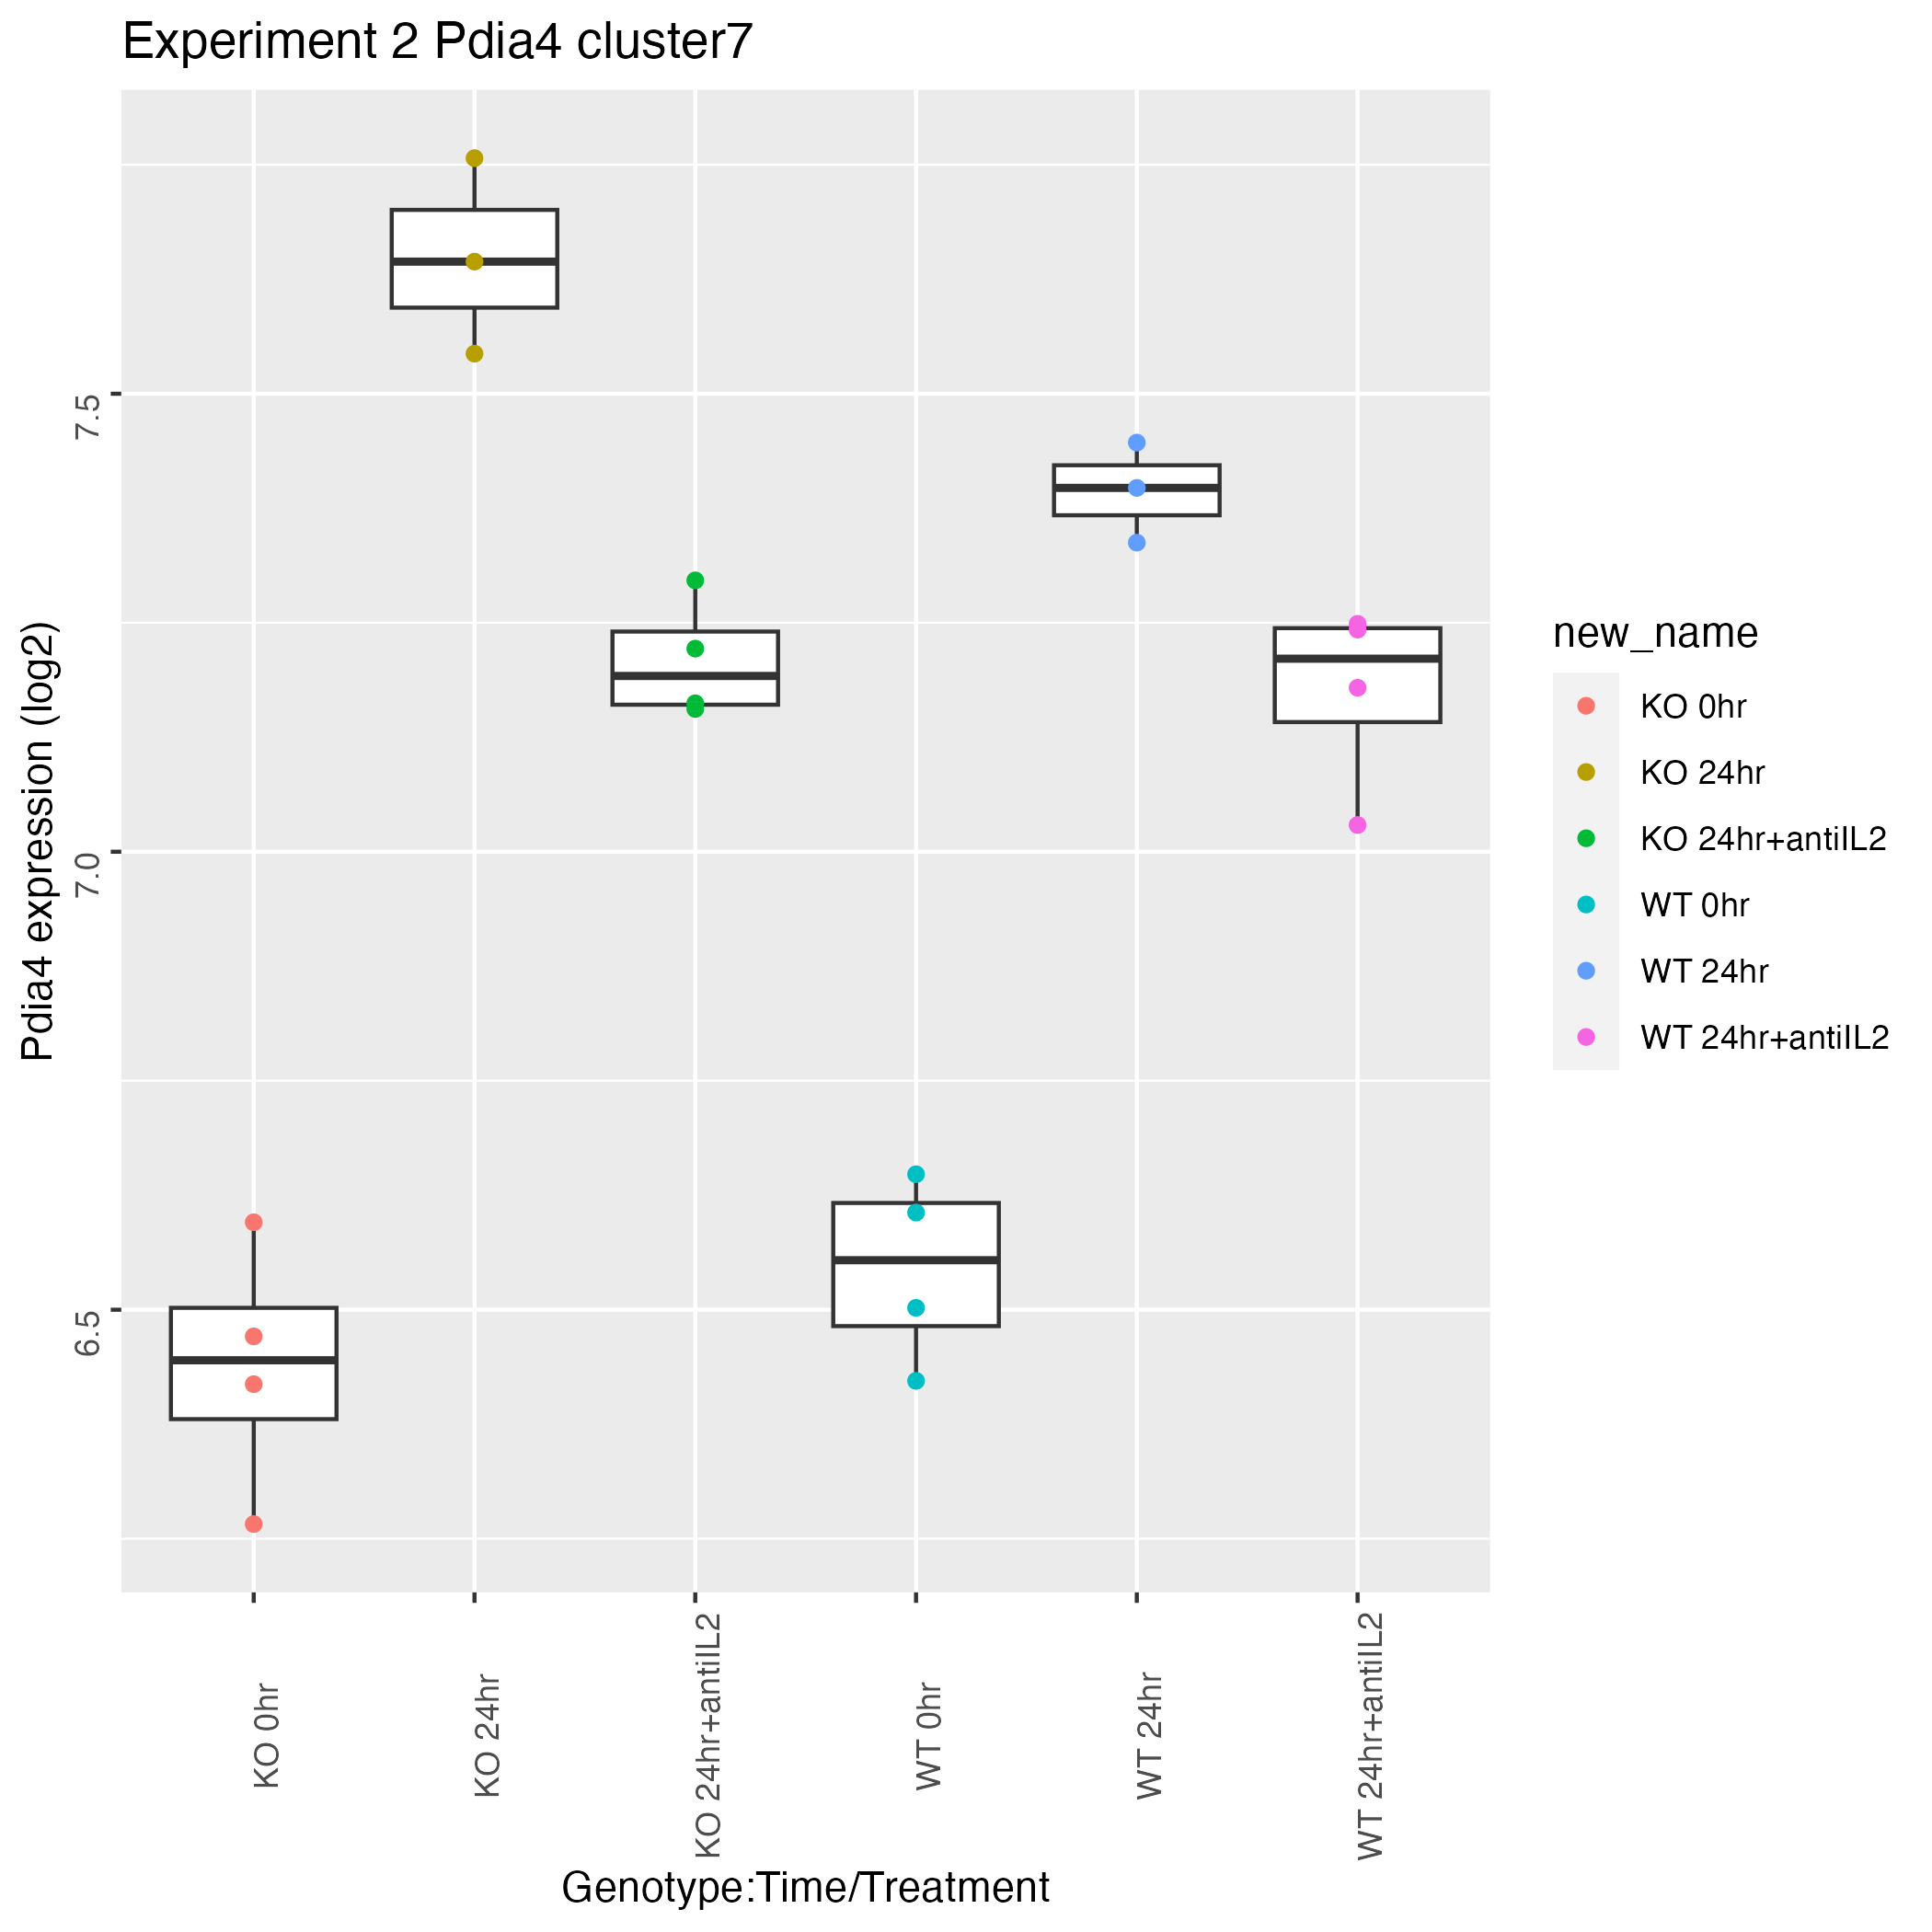 Experiment 2 Pdia4 cluster7
Pdia4 expression (log2)
7.5
7.0
6.5
KO 0hr
KO 24hr
KO 24hr+antiIL2
WT 0hr
WT 24hr
WT 24hr+antiIL2
Genotype:Time/Treatment
new_name
KO 0hr
KO 24hr
KO 24hr+antiIL2
WT 0hr
WT 24hr
WT 24hr+antiIL2